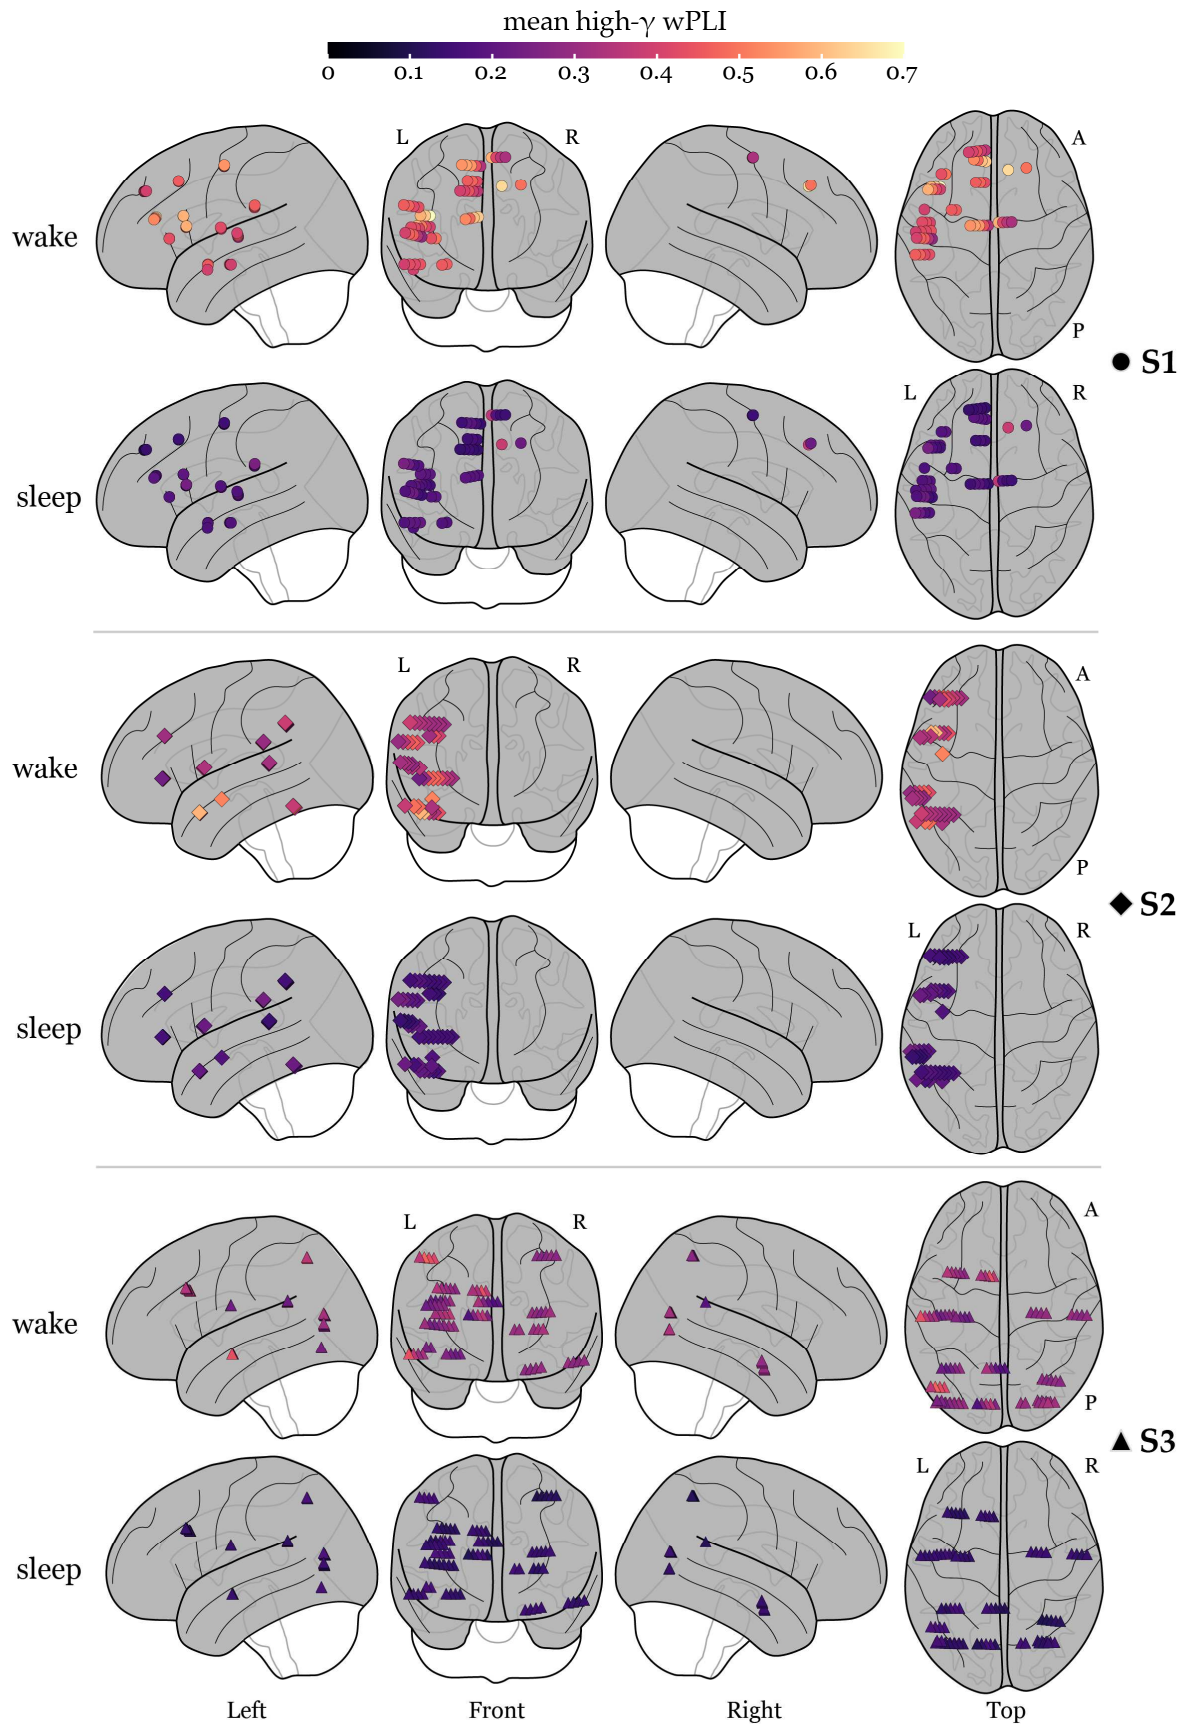 mean high-γ wPLI
0 0.1 0.2 0.3 0.4 0.5 0.6 0.7
L R A
wake
P
S1
L R
sleep
L R A
wake
P
S2
L R
sleep
L R A
wake
P
S3
L R
sleep
Left Front Right Top